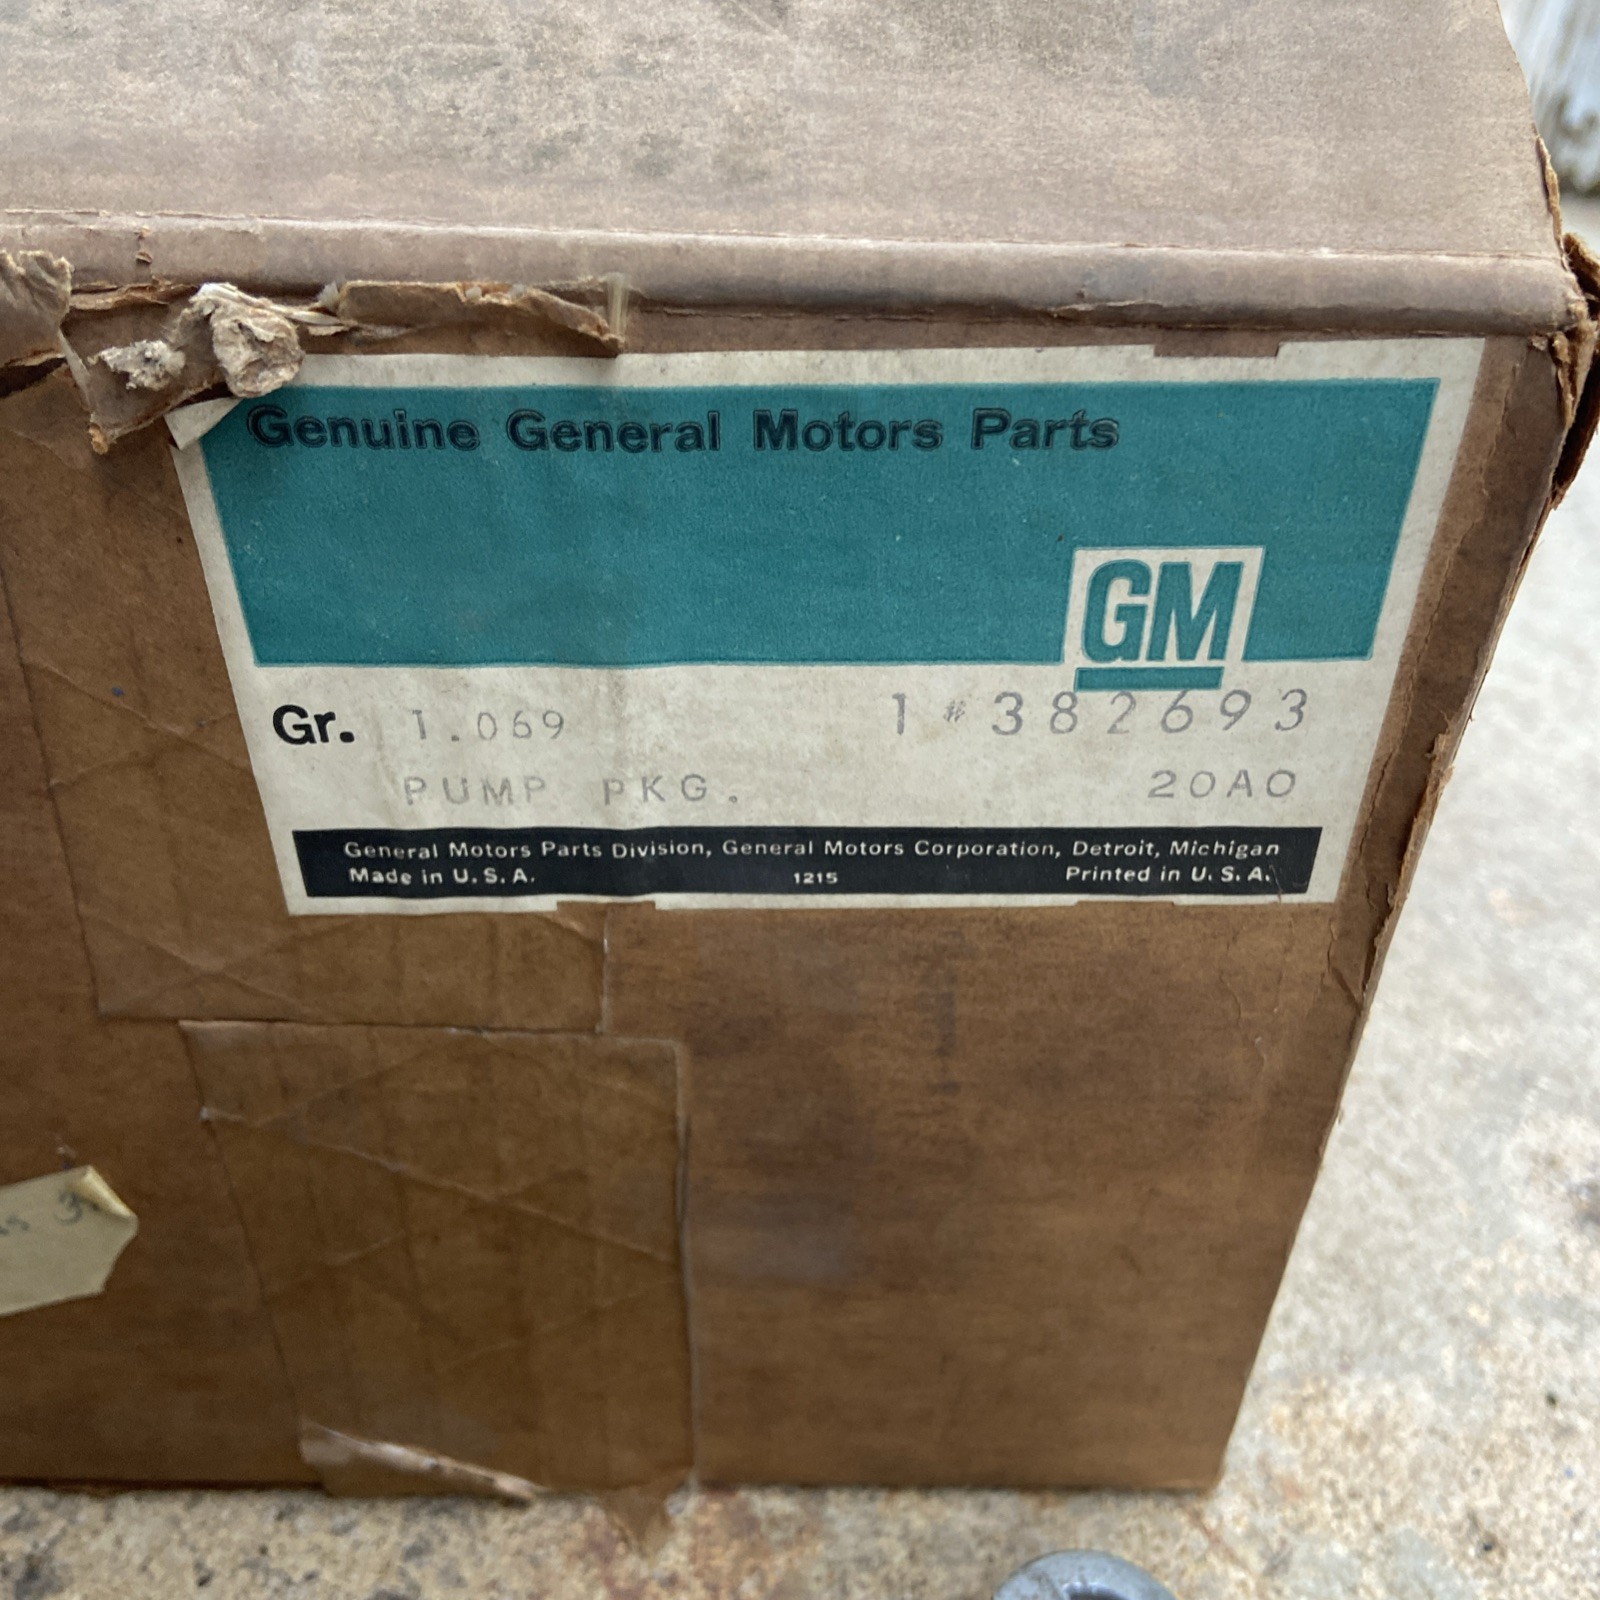 Genuine General Motors Parts
GM
Gr. 1.069 1 # 382693
PUMP PKG. 20A0
General Motors Parts Division, General Motors Corporation, Detroit, Michigan
Made in U.S.A. 1215 Printed in U.S.A.